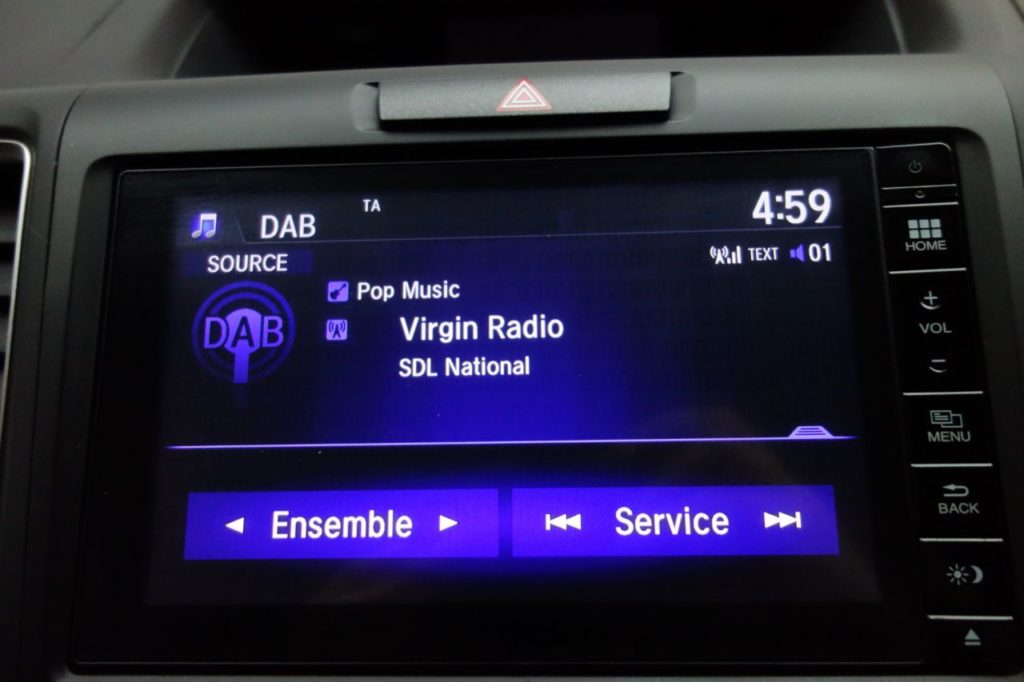 TA
4:59
DAB
SOURCE
TEXT 01
DAB
Pop Music
Virgin Radio
SDL National
Ensemble
Service
HOME
VOL
MENU
BACK